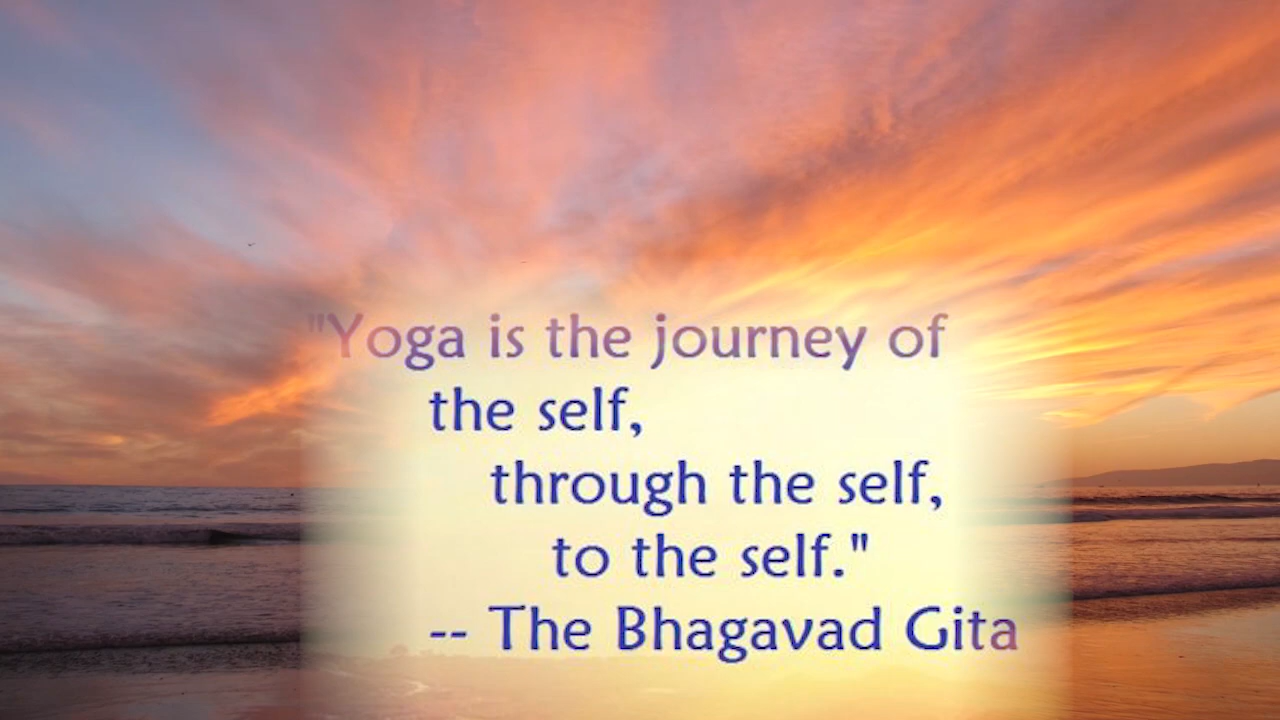 "Yoga is the journey of
the self,
through the self,
to the self."
-- The Bhagavad Gita